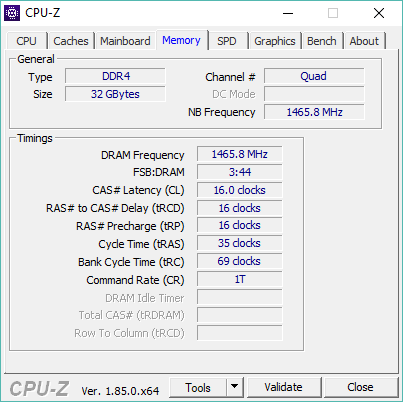 CPU-Z
CPU Caches Mainboard Memory SPD Graphics Bench About
General
Type DDR4 Channel # Quad
Size 32 GBytes DC Mode
NB Frequency 1465.8 MHz
Timings
DRAM Frequency 1465.8 MHz
FSB:DRAM 3:44
CAS# Latency (CL) 16.0 clocks
RAS# to CAS# Delay (tRCD) 16 clocks
RAS# Precharge (tRP) 16 clocks
Cycle Time (tRAS) 35 clocks
Bank Cycle Time (tRC) 69 clocks
Command Rate (CR) 1T
DRAM Idle Timer
Total CAS# (tRDRAM)
Row To Column (tRCD)
CPU-Z Ver. 1.85.0.x64 Tools Validate Close